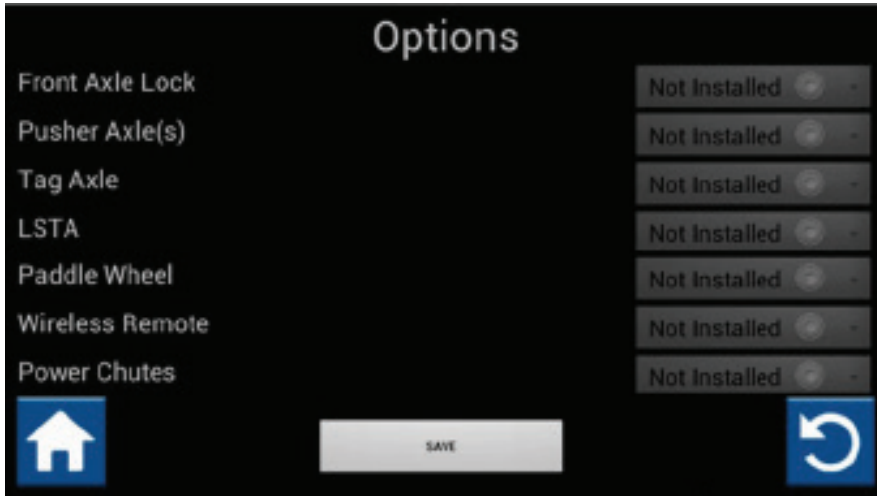 Options
Front Axle Lock Not Installed
Pusher Axle(s) Not Installed
Tag Axle Not Installed
LSTA Not Installed
Paddle Wheel Not Installed
Wireless Remote Not Installed
Power Chutes Not Installed
SAVE